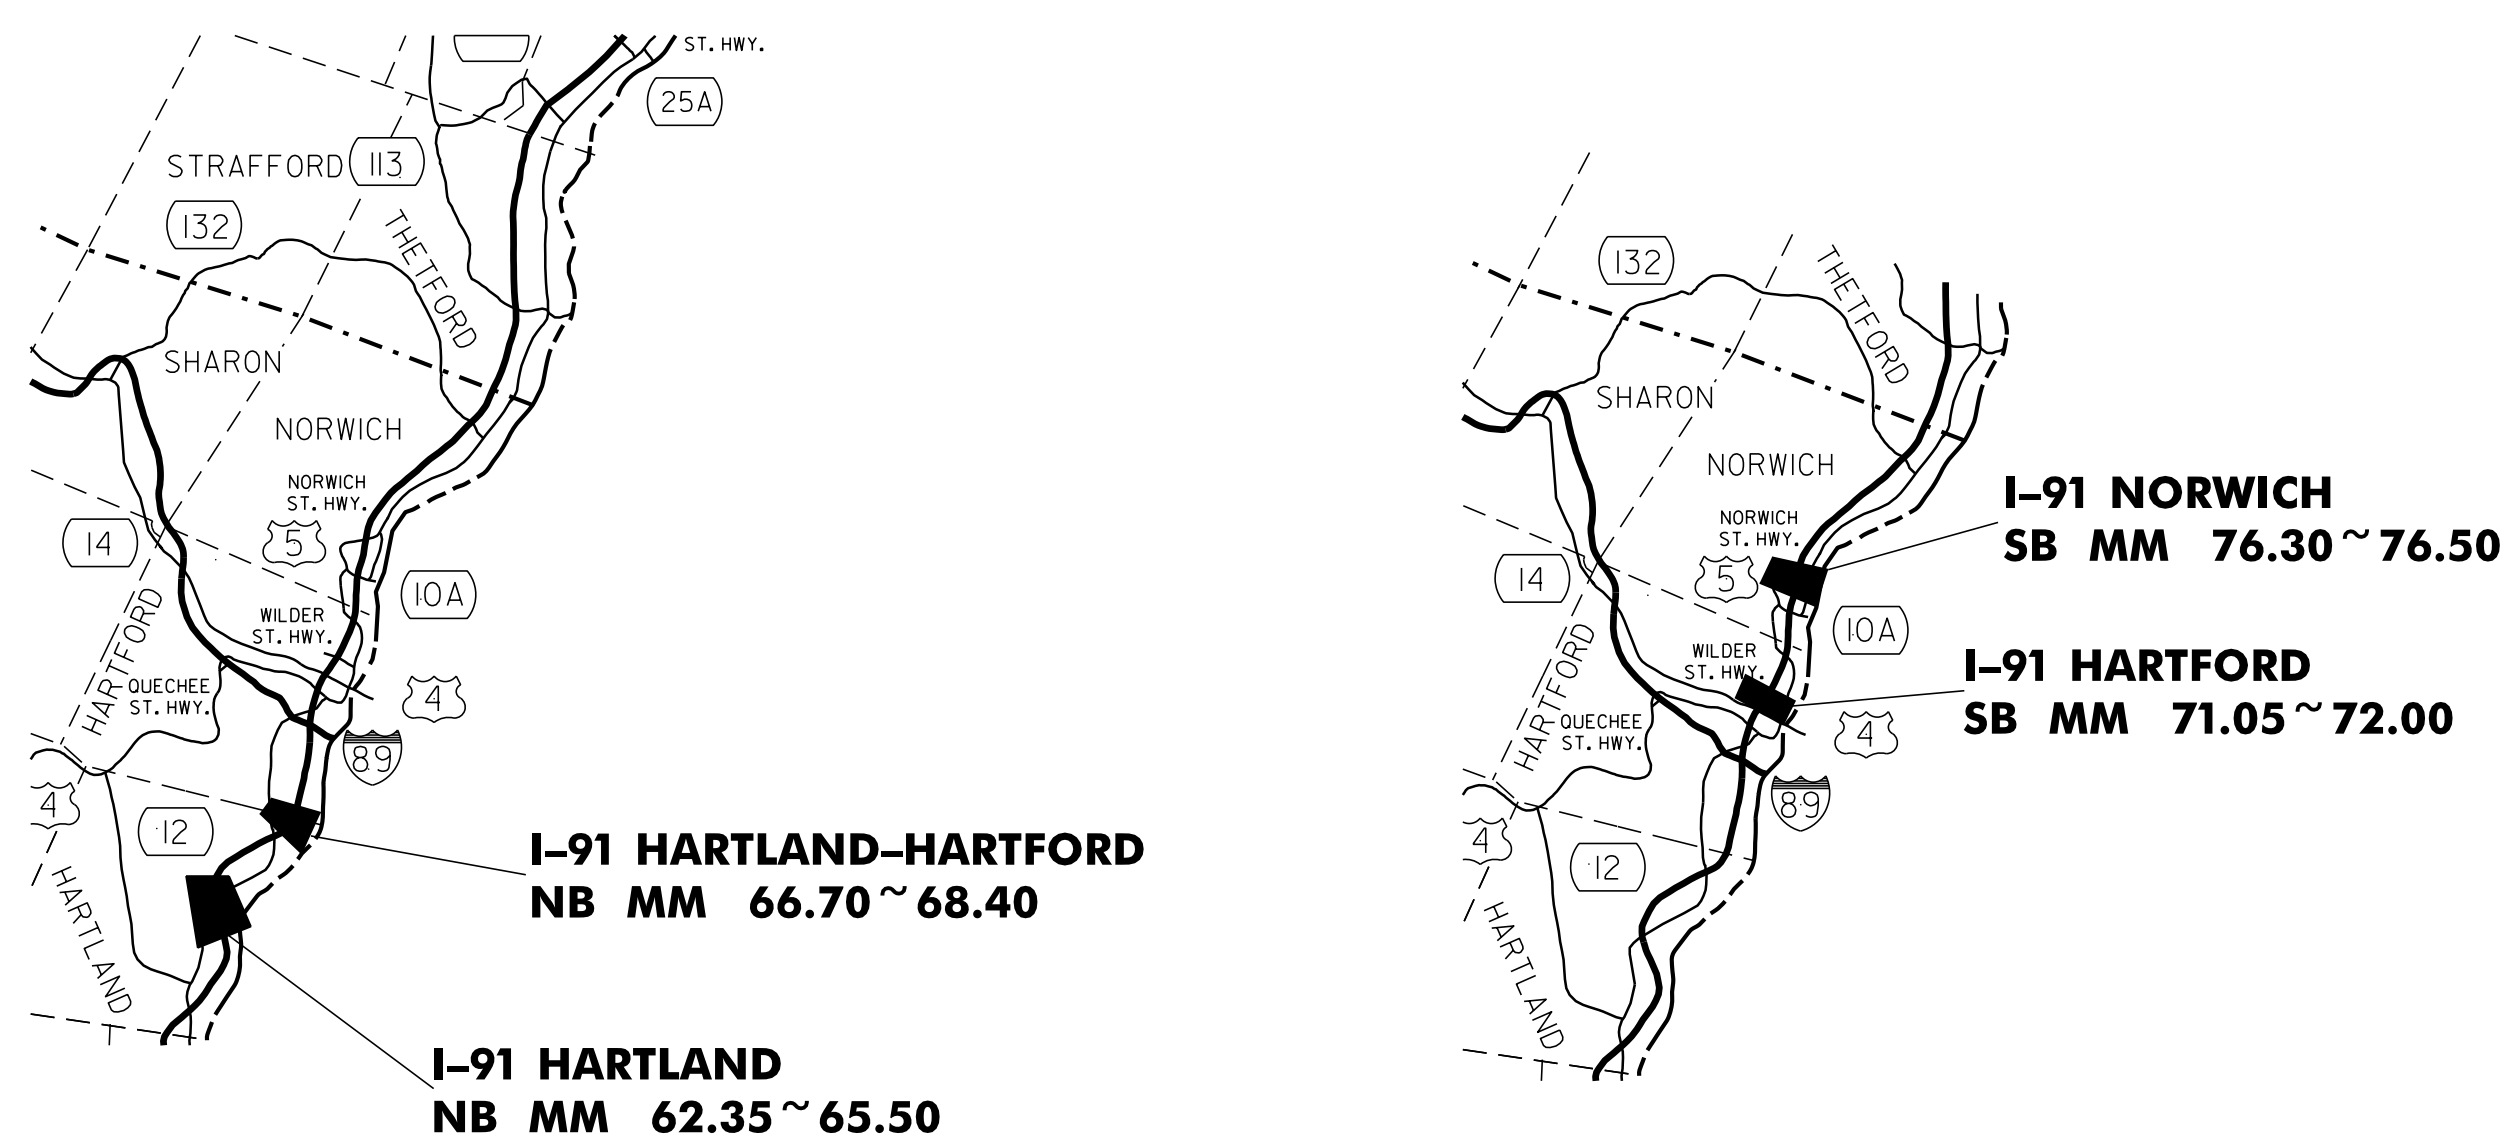 ST. HWY.
25A
STRAFFORD
113
132
THETFORD
SHARON
NORWICH
NORWICH
ST. HWY.
5
14
10A
WILDER
ST. HWY.
HARTFORD
QUECHEE
ST. HWY.
4
89
4
12
HARTLAND
I–91 HARTLAND–HARTFORD
NB MM 66.70~68.40
I–91 HARTLAND
NB MM 62.35~65.50
132
THETFORD
SHARON
NORWICH
NORWICH
ST. HWY.
5
14
10A
WILDER
ST. HWY.
HARTFORD
QUECHEE
ST. HWY.
4
89
4
12
HARTLAND
I–91 NORWICH
SB MM 76.30~76.50
I–91 HARTFORD
SB MM 71.05~72.00